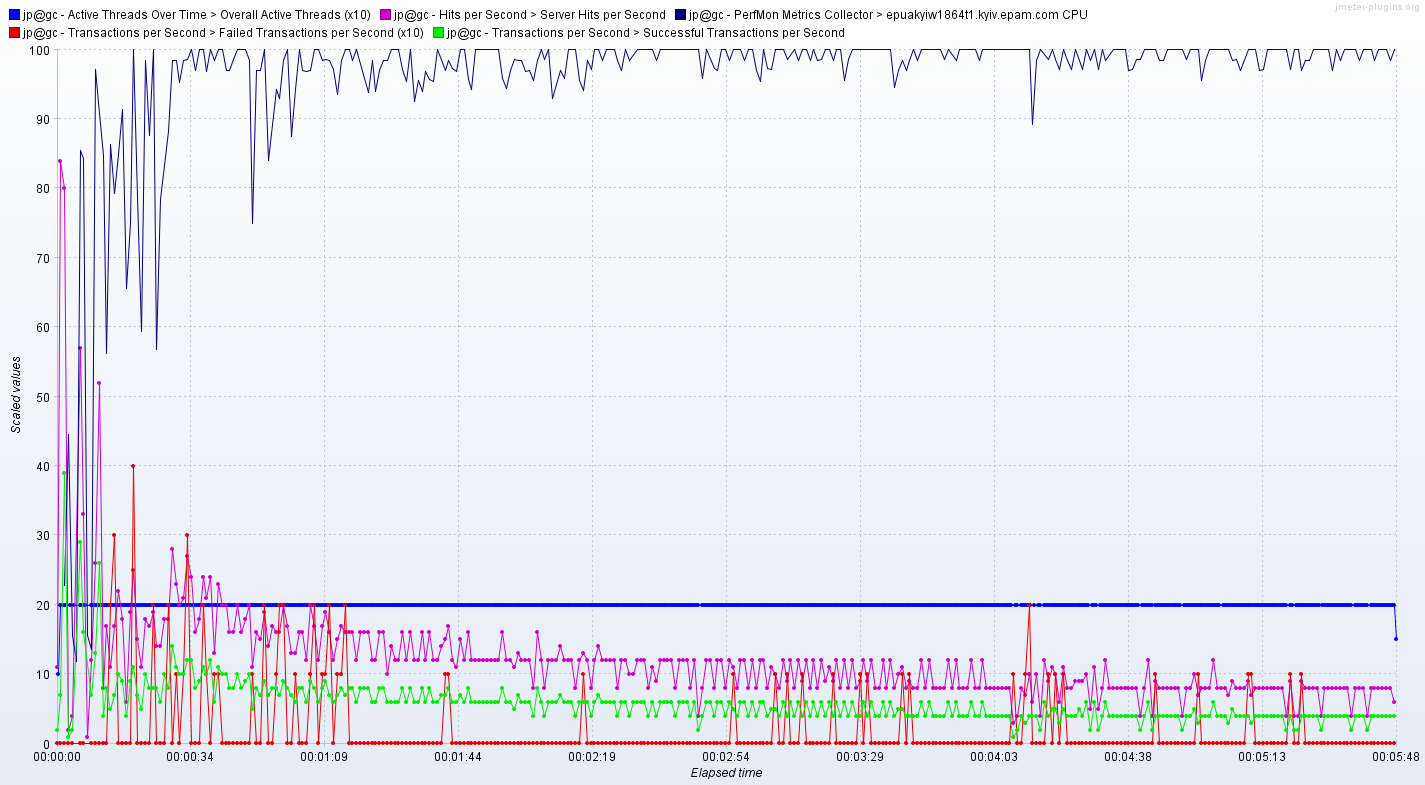 jmeter-plugins.org
jp@gc - Active Threads Over Time > Overall Active Threads (x10) jp@gc - Hits per Second > Server Hits per Second jp@gc - PerfMon Metrics Collector > epuakyiw1864t1.kyiv.epam.com CPU
jp@gc - Transactions per Second > Failed Transactions per Second (x10) jp@gc - Transactions per Second > Successful Transactions per Second
100
90
80
70
60
50
40
30
20
10
0
Scaled values
00:00:00 00:00:34 00:01:09 00:01:44 00:02:19 00:02:54 00:03:29 00:04:03 00:04:38 00:05:13 00:05:48
Elapsed time